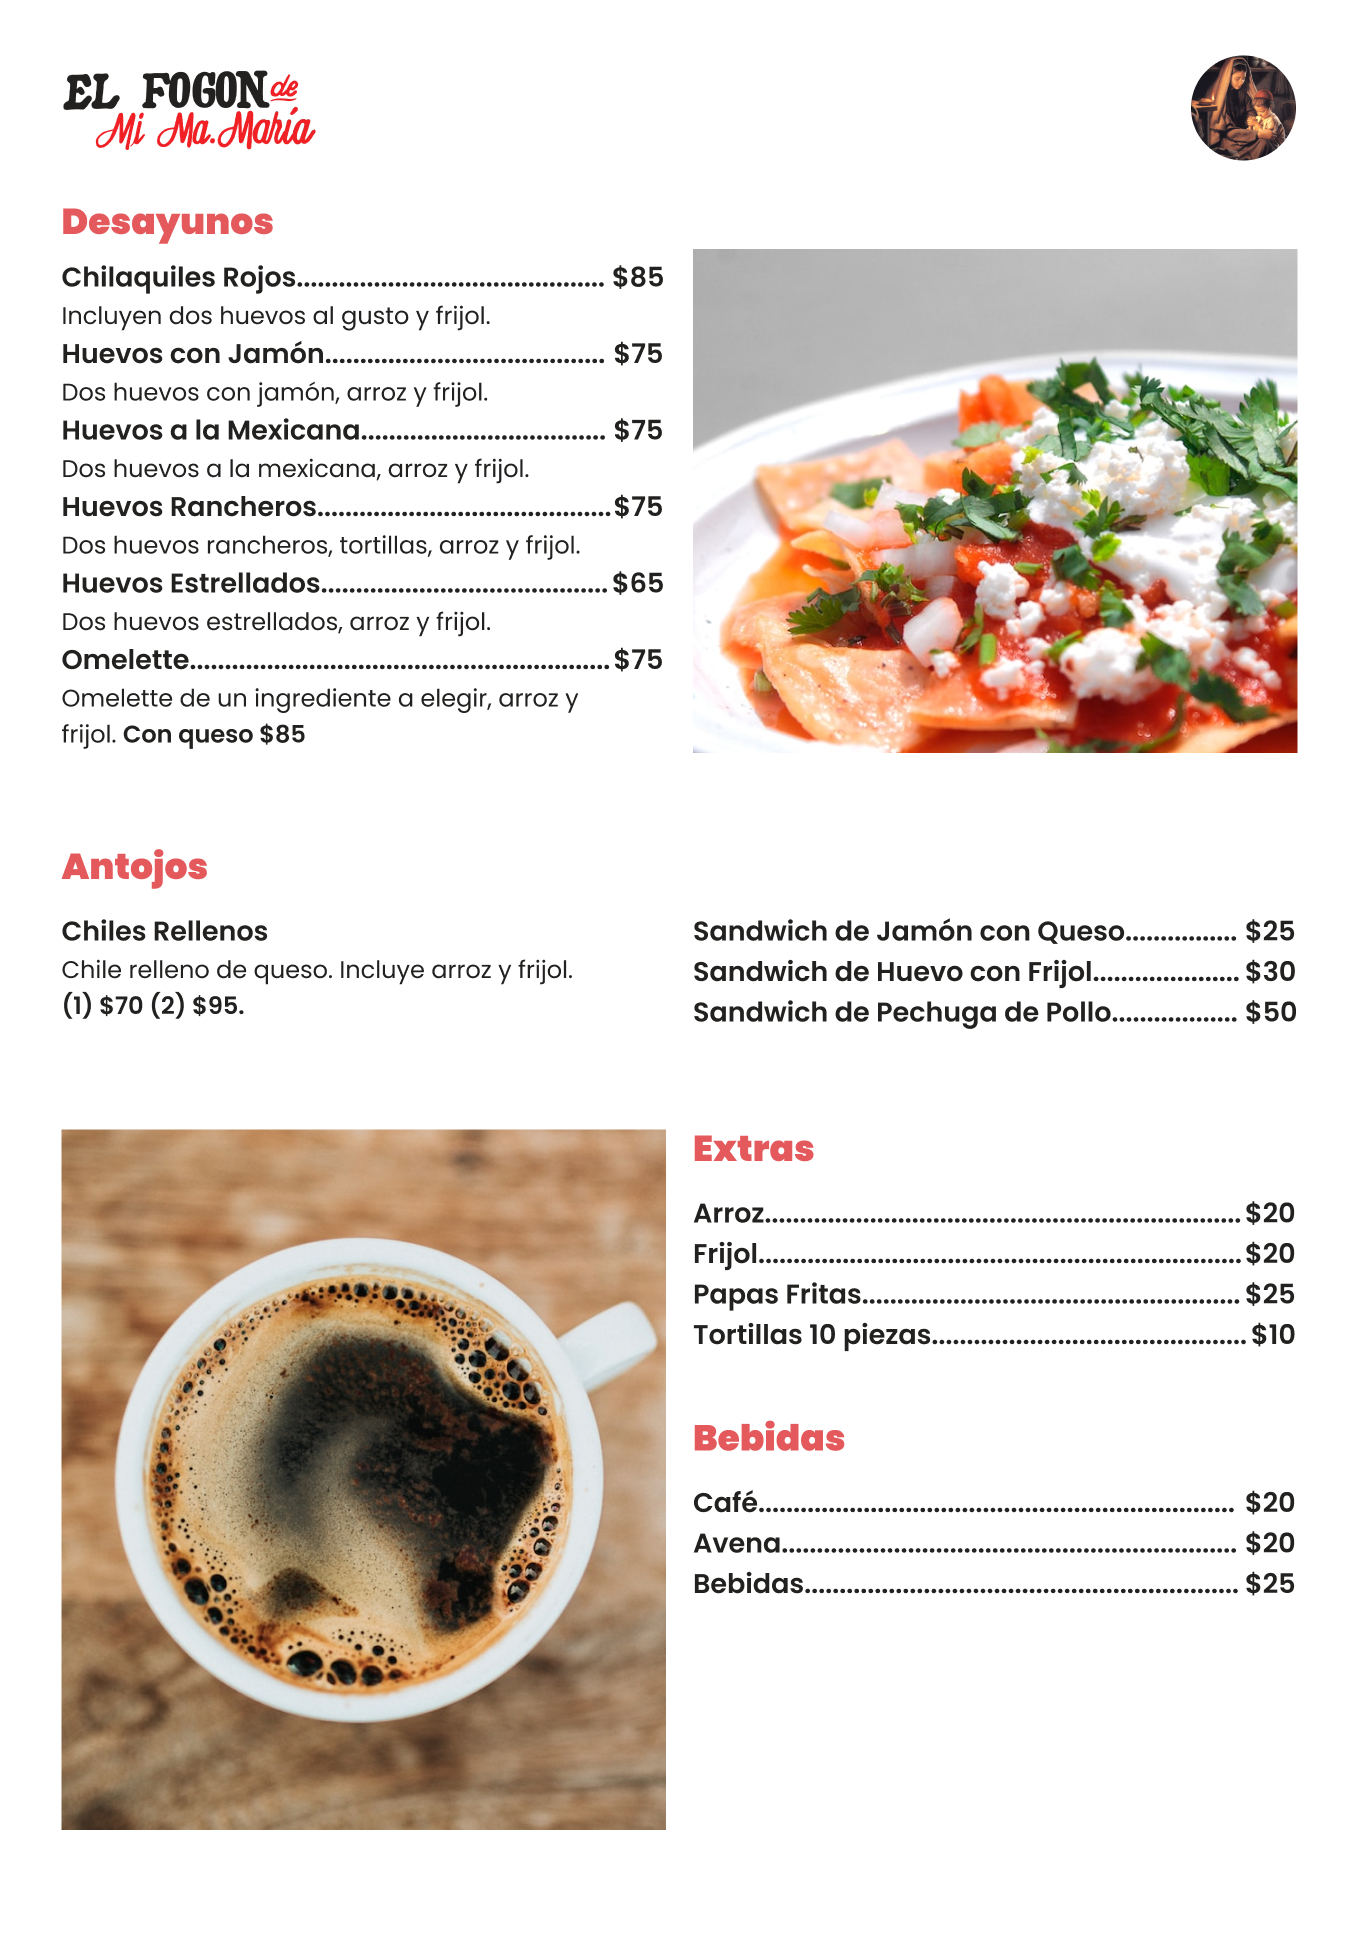 EL FOGON de
Mi Ma. María
Desayunos
Chilaquiles Rojos............................................ $85
Incluyen dos huevos al gusto y frijol.
Huevos con Jamón........................................ $75
Dos huevos con jamón, arroz y frijol.
Huevos a la Mexicana................................... $75
Dos huevos a la mexicana, arroz y frijol.
Huevos Rancheros..........................................$75
Dos huevos rancheros, tortillas, arroz y frijol.
Huevos Estrellados.........................................$65
Dos huevos estrellados, arroz y frijol.
Omelette............................................................$75
Omelette de un ingrediente a elegir, arroz y
frijol. Con queso $85
Antojos
Chiles Rellenos
Chile relleno de queso. Incluye arroz y frijol.
(1) $70 (2) $95.
Sandwich de Jamón con Queso................ $25
Sandwich de Huevo con Frijol.....................$30
Sandwich de Pechuga de Pollo.................. $50
Extras
Arroz....................................................................$20
Frijol.....................................................................$20
Papas Fritas......................................................$25
Tortillas 10 piezas.............................................$10
Bebidas
Café.................................................................... $20
Avena................................................................. $20
Bebidas..............................................................$25